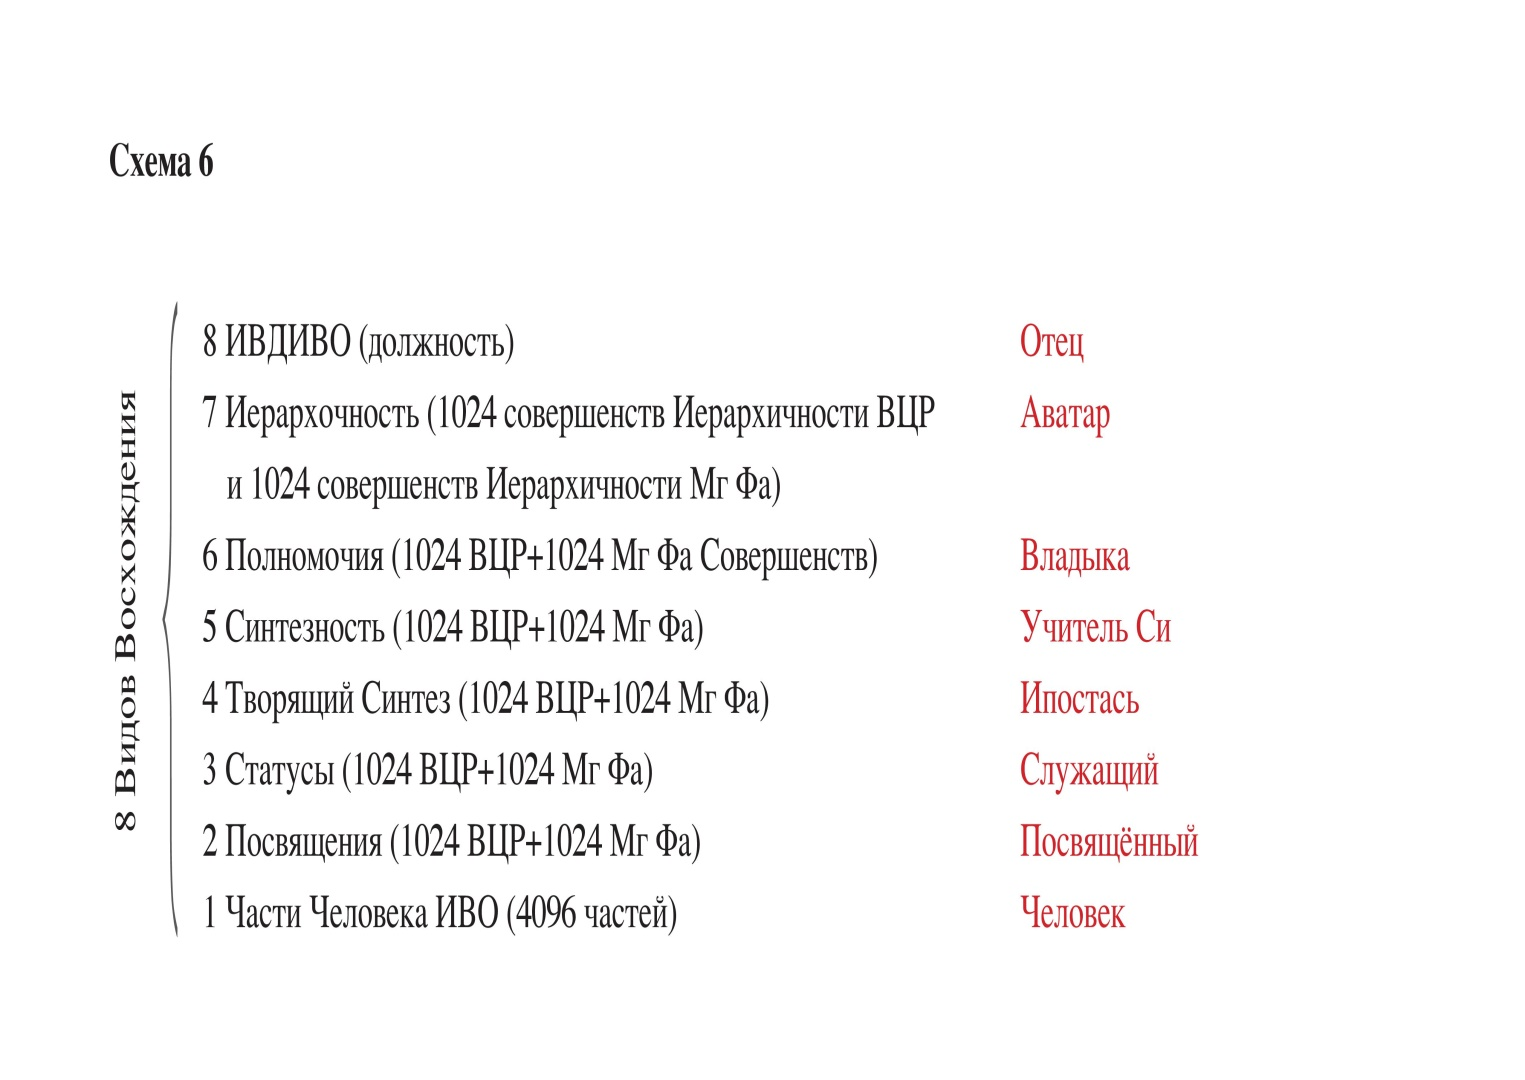 Схема 6
8 Видов Восхождения
8 ИВДИВО (должность) Отец
7 Иерархочность (1024 совершенств Иерархичности ВЦР Аватар
и 1024 совершенств Иерархичности Мг Фа)
6 Полномочия (1024 ВЦР+1024 Мг Фа Совершенств) Владыка
5 Синтезность (1024 ВЦР+1024 Мг Фа) Учитель Си
4 Творящий Синтез (1024 ВЦР+1024 Мг Фа) Ипостась
3 Статусы (1024 ВЦР+1024 Мг Фа) Служащий
2 Посвящения (1024 ВЦР+1024 Мг Фа) Посвящённый
1 Части Человека ИВО (4096 частей) Человек